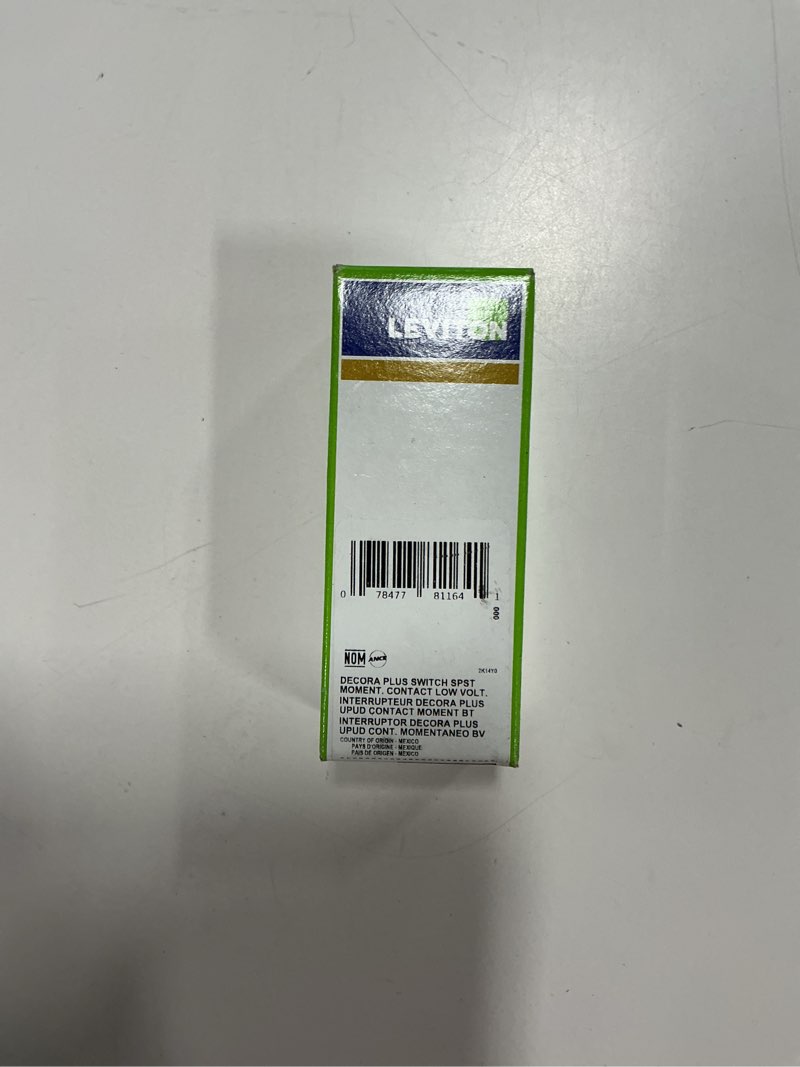 LEVITON
0 78477 81164 1
000
NOM ANCE
2K14Y0
DECORA PLUS SWITCH SPST
MOMENT. CONTACT LOW VOLT.
INTERRUPTEUR DECORA PLUS
UPUD CONTACT MOMENT BT
INTERRUPTOR DECORA PLUS
UPUD CONT. MOMENTANEO BV
COUNTRY OF ORIGIN - MEXICO
PAYS D'ORIGINE - MEXIQUE
PAIS DE ORIGEN - MEXICO